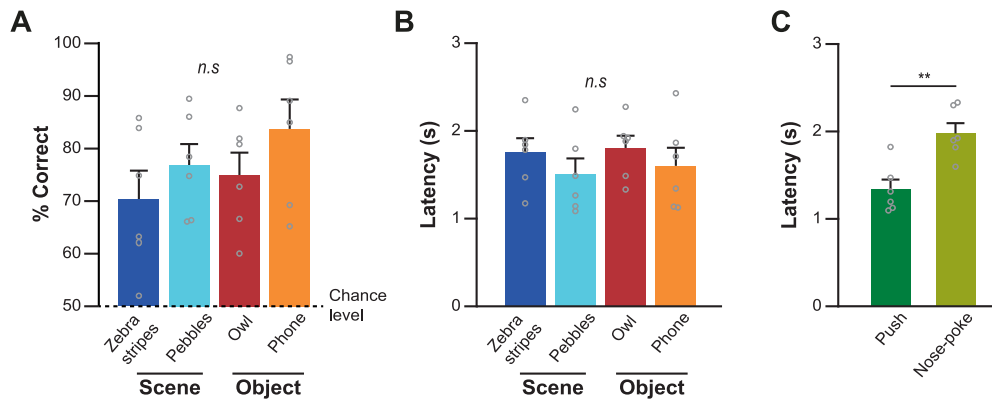 A
% Correct
100
90
80
70
60
50
n.s
Chance
level
Zebra
stripes
Pebbles
Owl
Phone
Scene
Object
B
Latency (s)
3
2
1
0
n.s
Zebra
stripes
Pebbles
Owl
Phone
Scene
Object
C
Latency (s)
3
2
1
0
**
Push
Nose-poke